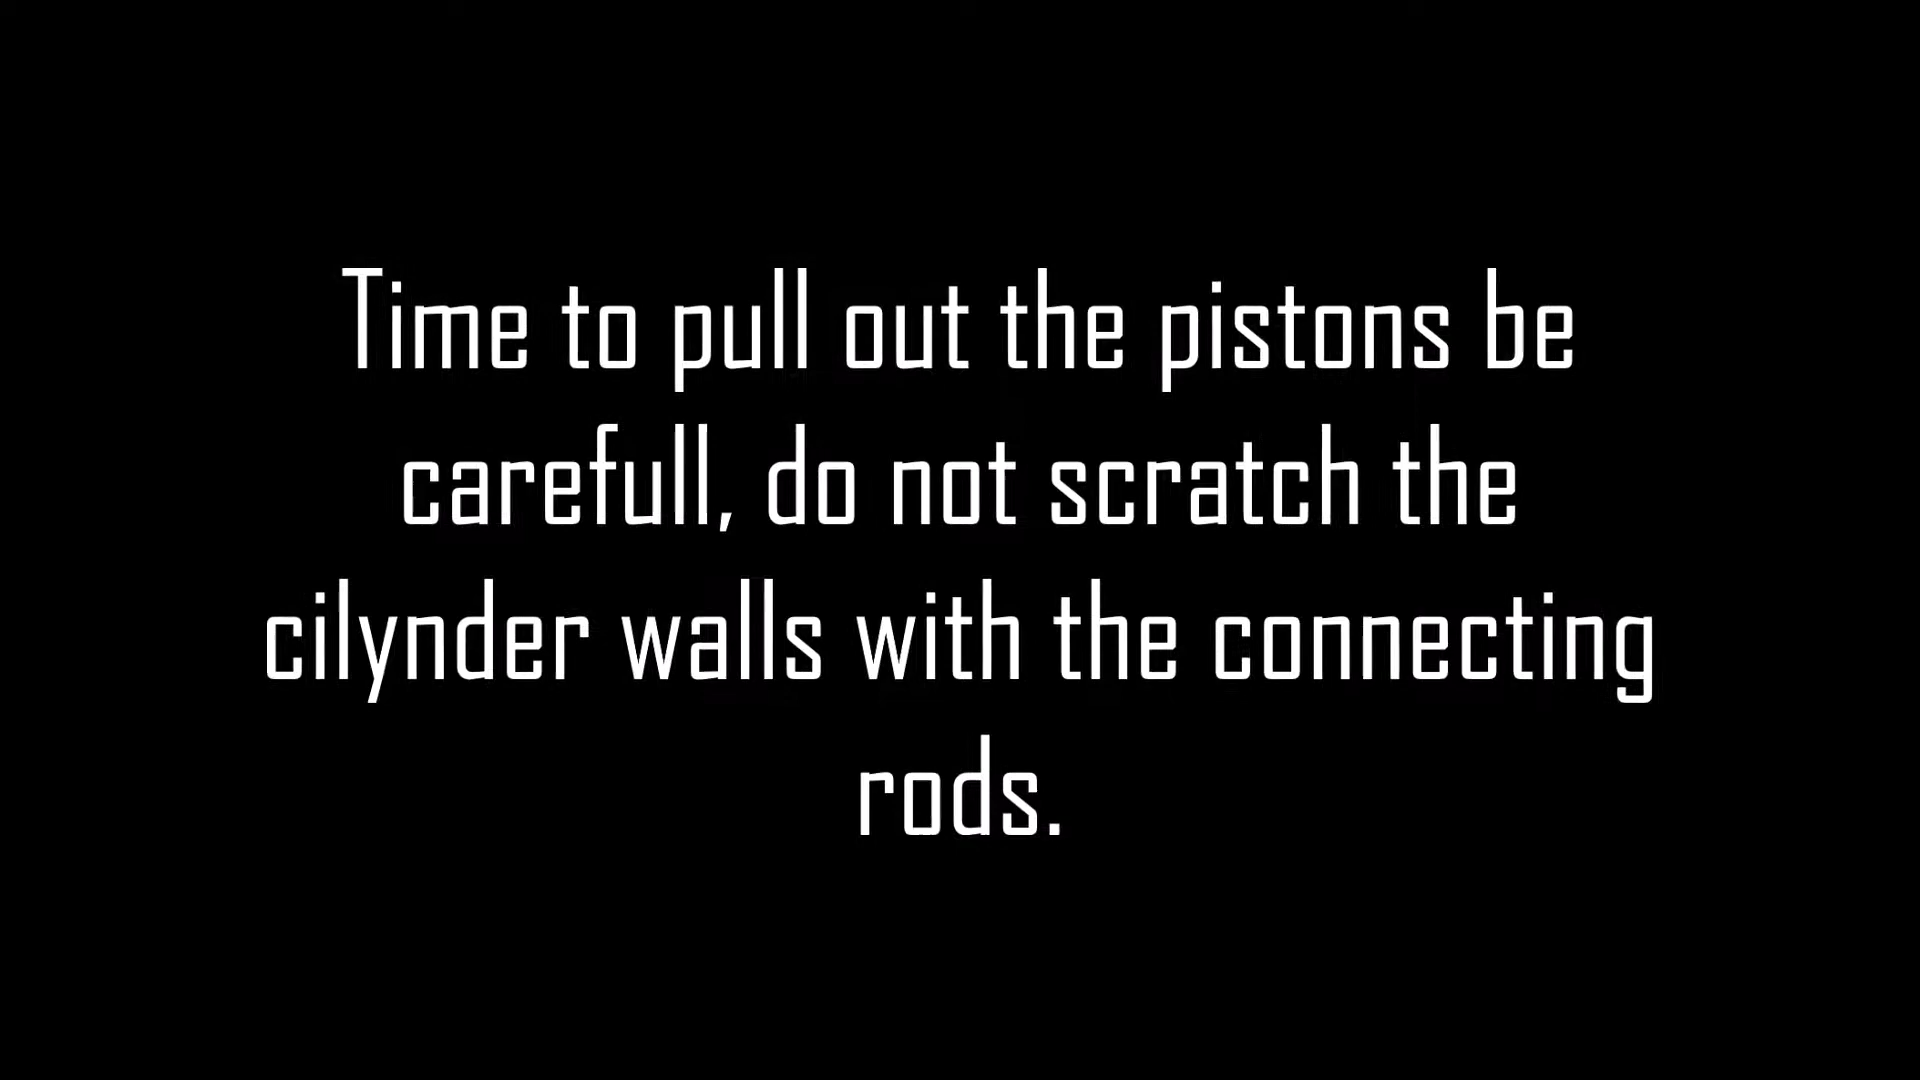 Time to pull out the pistons be
carefull, do not scratch the
cilynder walls with the connecting
rods.